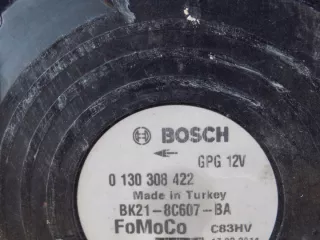 BOSCH
GPG 12V
0 130 308 422
Made in Turkey
BK21-8C607-BA
FoMoCo C83HV